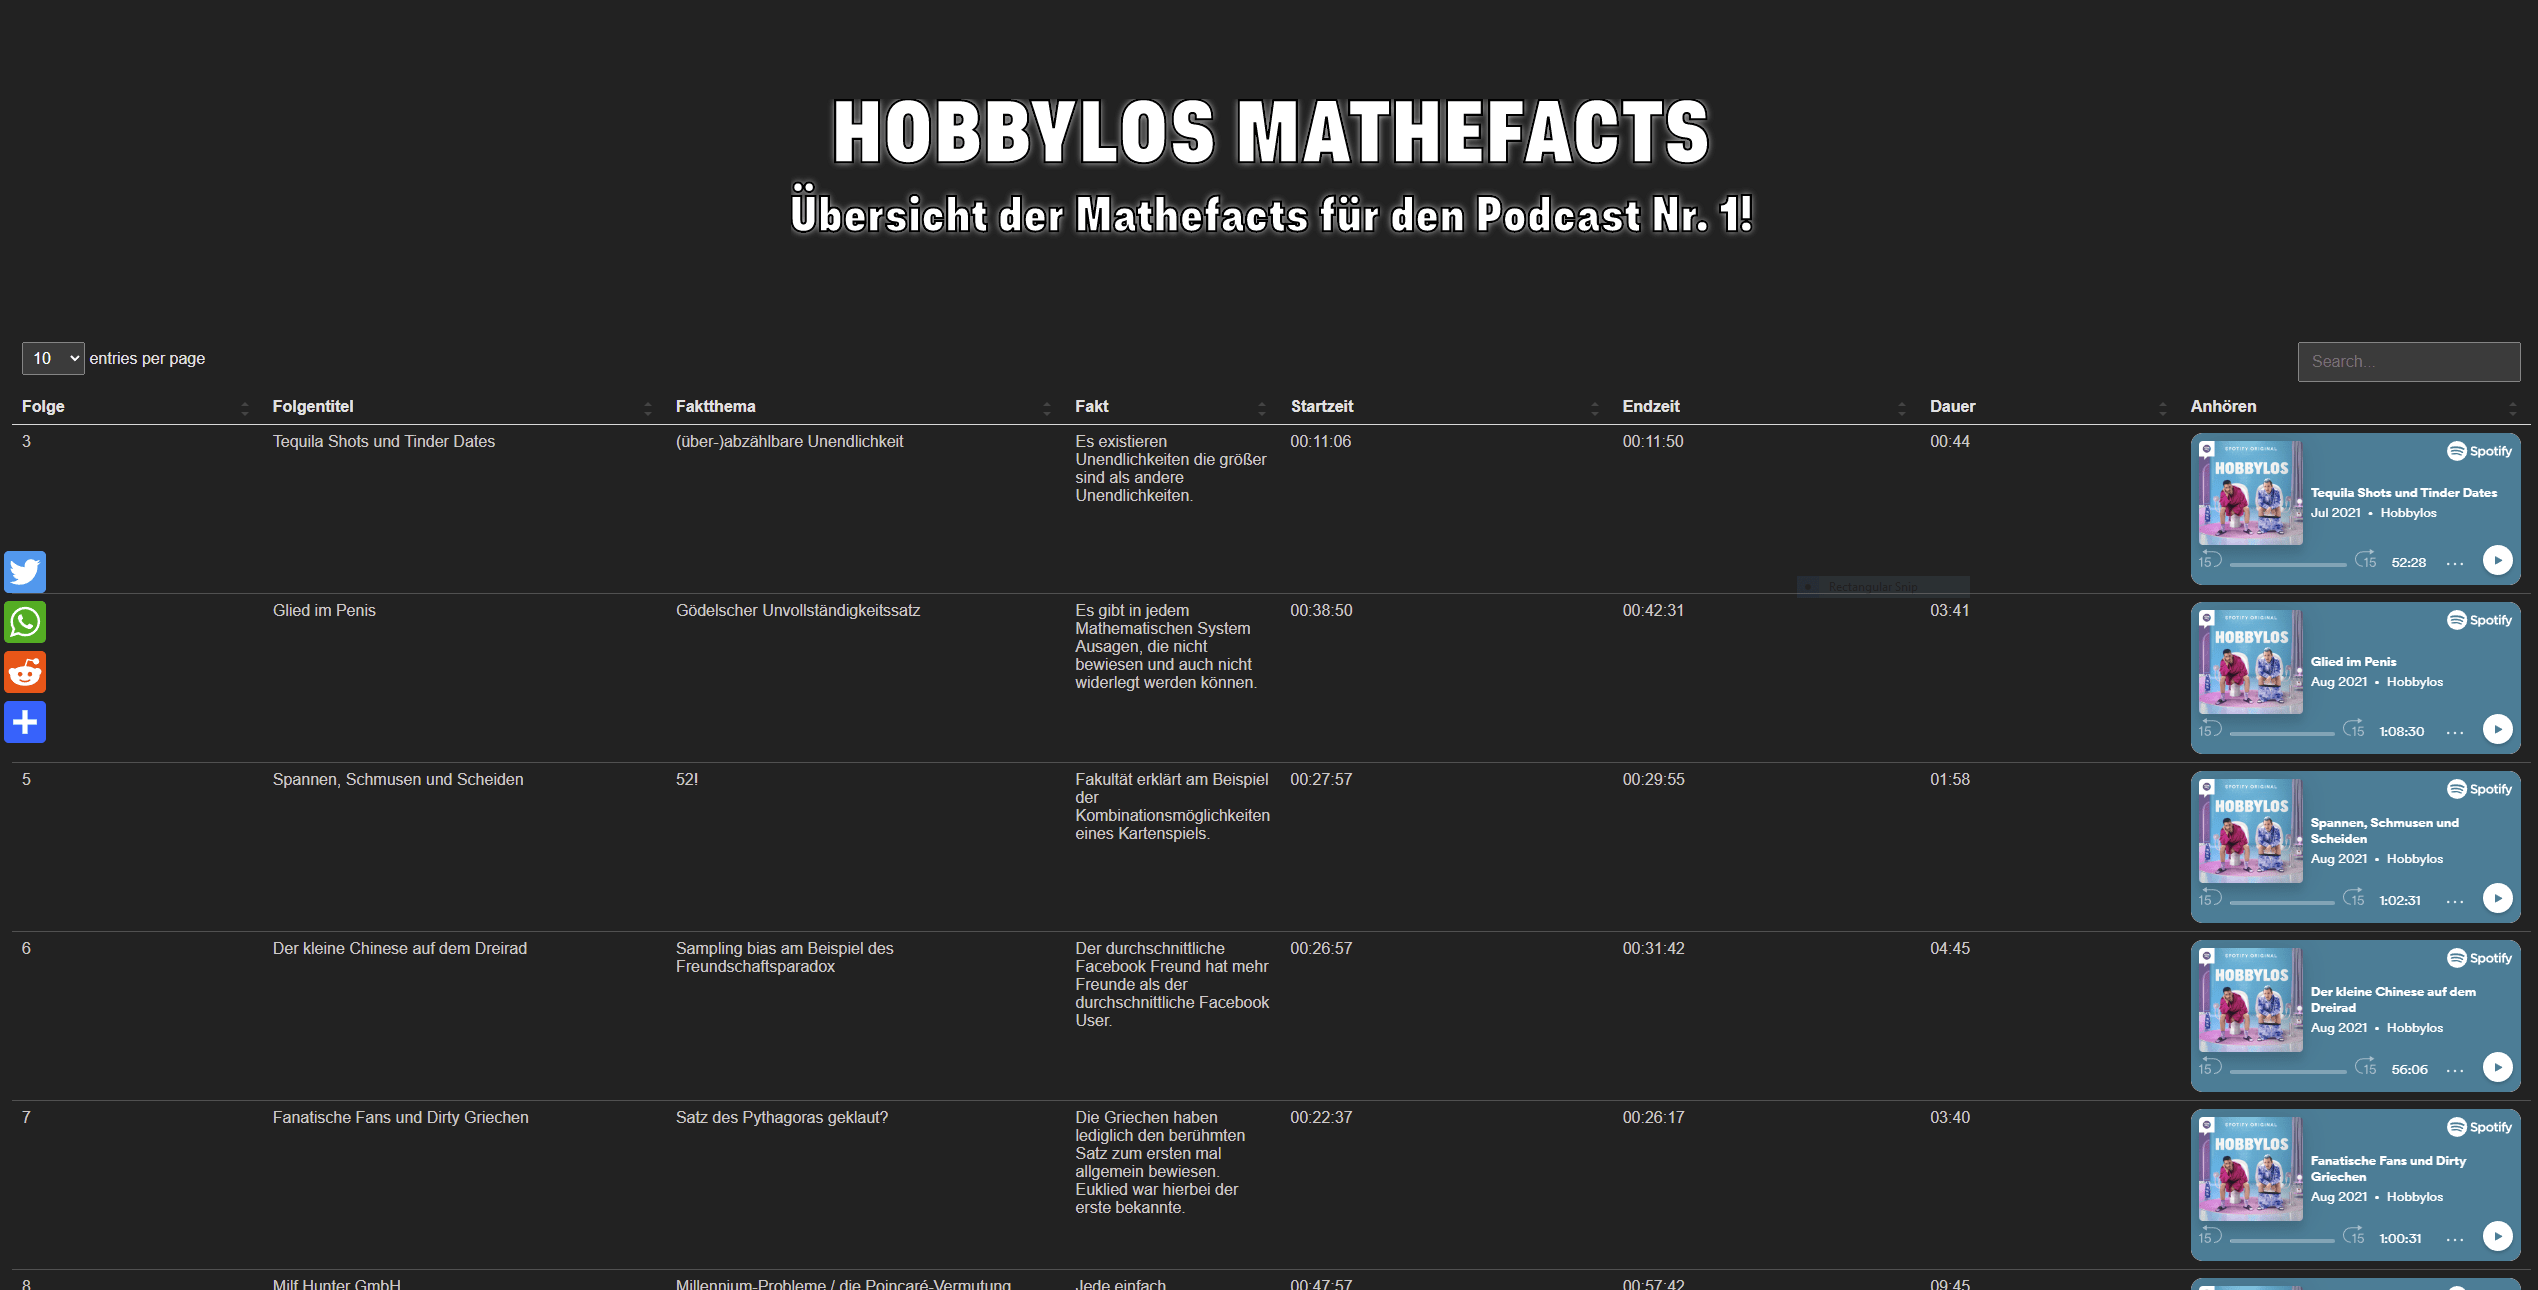 HOBBYLOS MATHEFACTS
Übersicht der Mathefacts für den Podcast Nr. 1!
10 entries per page
Search...
Folge Folgentitel Faktthema Fakt Startzeit Endzeit Dauer Anhören
3 Tequila Shots und Tinder Dates (über-)abzählbare Unendlichkeit Es existieren 00:11:06 00:11:50 00:44
Unendlichkeiten die größer
sind als andere
Unendlichkeiten.
SPOTIFY ORIGINAL
HOBBYLOS
Spotify
Tequila Shots und Tinder Dates
Jul 2021 • Hobbylos
15 15 52:28 ...
Rectangular Snip
Glied im Penis Gödelscher Unvollständigkeitssatz Es gibt in jedem 00:38:50 00:42:31 03:41
Mathematischen System
Ausagen, die nicht
bewiesen und auch nicht
widerlegt werden können.
SPOTIFY ORIGINAL
HOBBYLOS
Spotify
Glied im Penis
Aug 2021 • Hobbylos
15 15 1:08:30 ...
5 Spannen, Schmusen und Scheiden 52! Fakultät erklärt am Beispiel 00:27:57 00:29:55 01:58
der
Kombinationsmöglichkeiten
eines Kartenspiels.
SPOTIFY ORIGINAL
HOBBYLOS
Spotify
Spannen, Schmusen und
Scheiden
Aug 2021 • Hobbylos
15 15 1:02:31 ...
6 Der kleine Chinese auf dem Dreirad Sampling bias am Beispiel des Der durchschnittliche 00:26:57 00:31:42 04:45
Freundschaftsparadox Facebook Freund hat mehr
Freunde als der
durchschnittliche Facebook
User.
SPOTIFY ORIGINAL
HOBBYLOS
Spotify
Der kleine Chinese auf dem
Dreirad
Aug 2021 • Hobbylos
15 15 56:06 ...
7 Fanatische Fans und Dirty Griechen Satz des Pythagoras geklaut? Die Griechen haben 00:22:37 00:26:17 03:40
lediglich den berühmten
Satz zum ersten mal
allgemein bewiesen.
Euklied war hierbei der
erste bekannte.
SPOTIFY ORIGINAL
HOBBYLOS
Spotify
Fanatische Fans und Dirty
Griechen
Aug 2021 • Hobbylos
15 15 1:00:31 ...
8 Milf Hunter GmbH Millennium-Probleme / die Poincaré-Vermutung Jede einfach 00:47:57 00:57:42 09:45